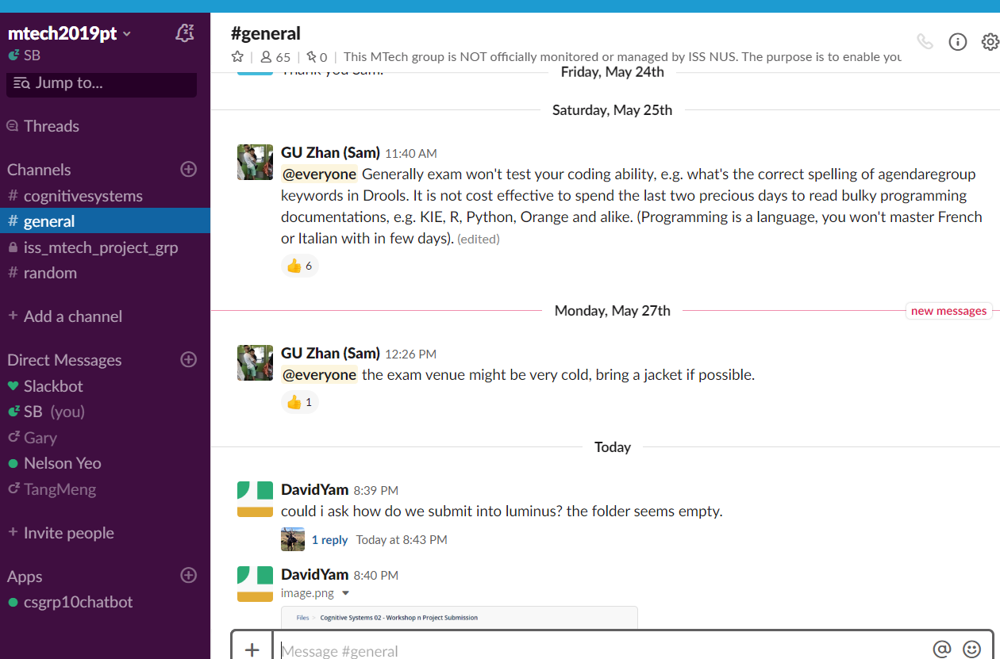 mtech2019pt
SB
Jump to...
Threads
Channels
# cognitivesystems
# general
iss_mtech_project_grp
# random
+ Add a channel
Direct Messages
Slackbot
SB (you)
Gary
Nelson Yeo
TangMeng
+ Invite people
Apps
csgrp10chatbot
#general
65 | 0 | This MTech group is NOT officially monitored or managed by ISS NUS. The purpose is to enable you
Thank you Sam.
Friday, May 24th
Saturday, May 25th
GU Zhan (Sam) 11:40 AM
@everyone Generally exam won't test your coding ability, e.g. what's the correct spelling of agendaregroup
keywords in Drools. It is not cost effective to spend the last two precious days to read bulky programming
documentations, e.g. KIE, R, Python, Orange and alike. (Programming is a language, you won't master French
or Italian with in few days). (edited)
6
Monday, May 27th
new messages
GU Zhan (Sam) 12:26 PM
@everyone the exam venue might be very cold, bring a jacket if possible.
1
Today
DavidYam 8:39 PM
could i ask how do we submit into luminus? the folder seems empty.
1 reply Today at 8:43 PM
DavidYam 8:40 PM
image.png
Files > Cognitive Systems 02 - Workshop n Project Submission
Message #general